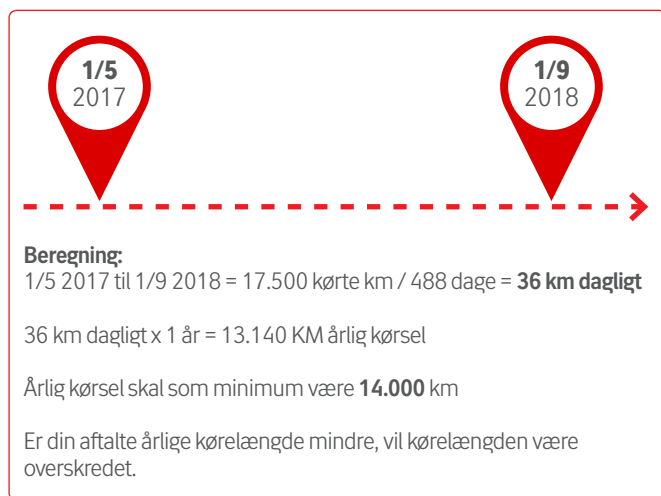 1/5
2017
1/9
2018
Beregning:
1/5 2017 til 1/9 2018 = 17.500 kørte km / 488 dage = 36 km dagligt
36 km dagligt x 1 år = 13.140 KM årlig kørsel
Årlig kørsel skal som minimum være 14.000 km
Er din aftalte årlige kørelængde mindre, vil kørelængden være
overskredet.